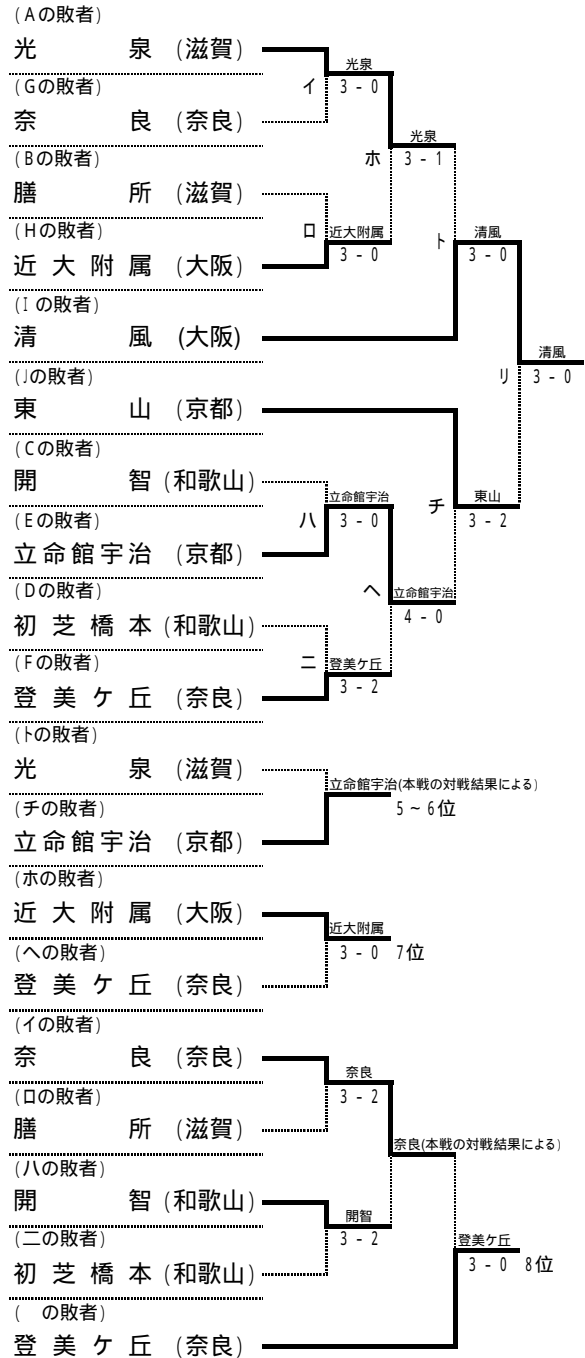 (Aの敗者)
光泉 (滋賀)
光泉
(Gの敗者)
イ 3 - 0
奈良 (奈良)
光泉
(Bの敗者)
ホ 3 - 1
膳所 (滋賀)
(Hの敗者)
ロ 近大附属 ト 清風
3 - 0 3 - 0
近大附属 (大阪)
(Iの敗者)
清風 (大阪)
清風
(Jの敗者)
リ 3 - 0
東山 (京都)
(Cの敗者)
開智 (和歌山)
立命館宇治 チ 東山
(Eの敗者)
ハ 3 - 0 3 - 2
立命館宇治 (京都)
(Dの敗者)
ヘ 立命館宇治
4 - 0
初芝橋本 (和歌山)
(Fの敗者)
ニ 登美ケ丘
3 - 2
登美ケ丘 (奈良)
(トの敗者)
光泉 (滋賀)
立命館宇治(本戦の対戦結果による)
(チの敗者)
5 ~ 6位
立命館宇治 (京都)
(ホの敗者)
近大附属 (大阪)
近大附属
(ヘの敗者)
3 - 0 7位
登美ケ丘 (奈良)
(イの敗者)
奈良 (奈良)
奈良
(ロの敗者)
3 - 2
膳所 (滋賀)
奈良(本戦の対戦結果による)
(ハの敗者)
開智 (和歌山)
開智
(ニの敗者)
3 - 2
登美ケ丘
3 - 0 8位
初芝橋本 (和歌山)
( の敗者)
登美ケ丘 (奈良)